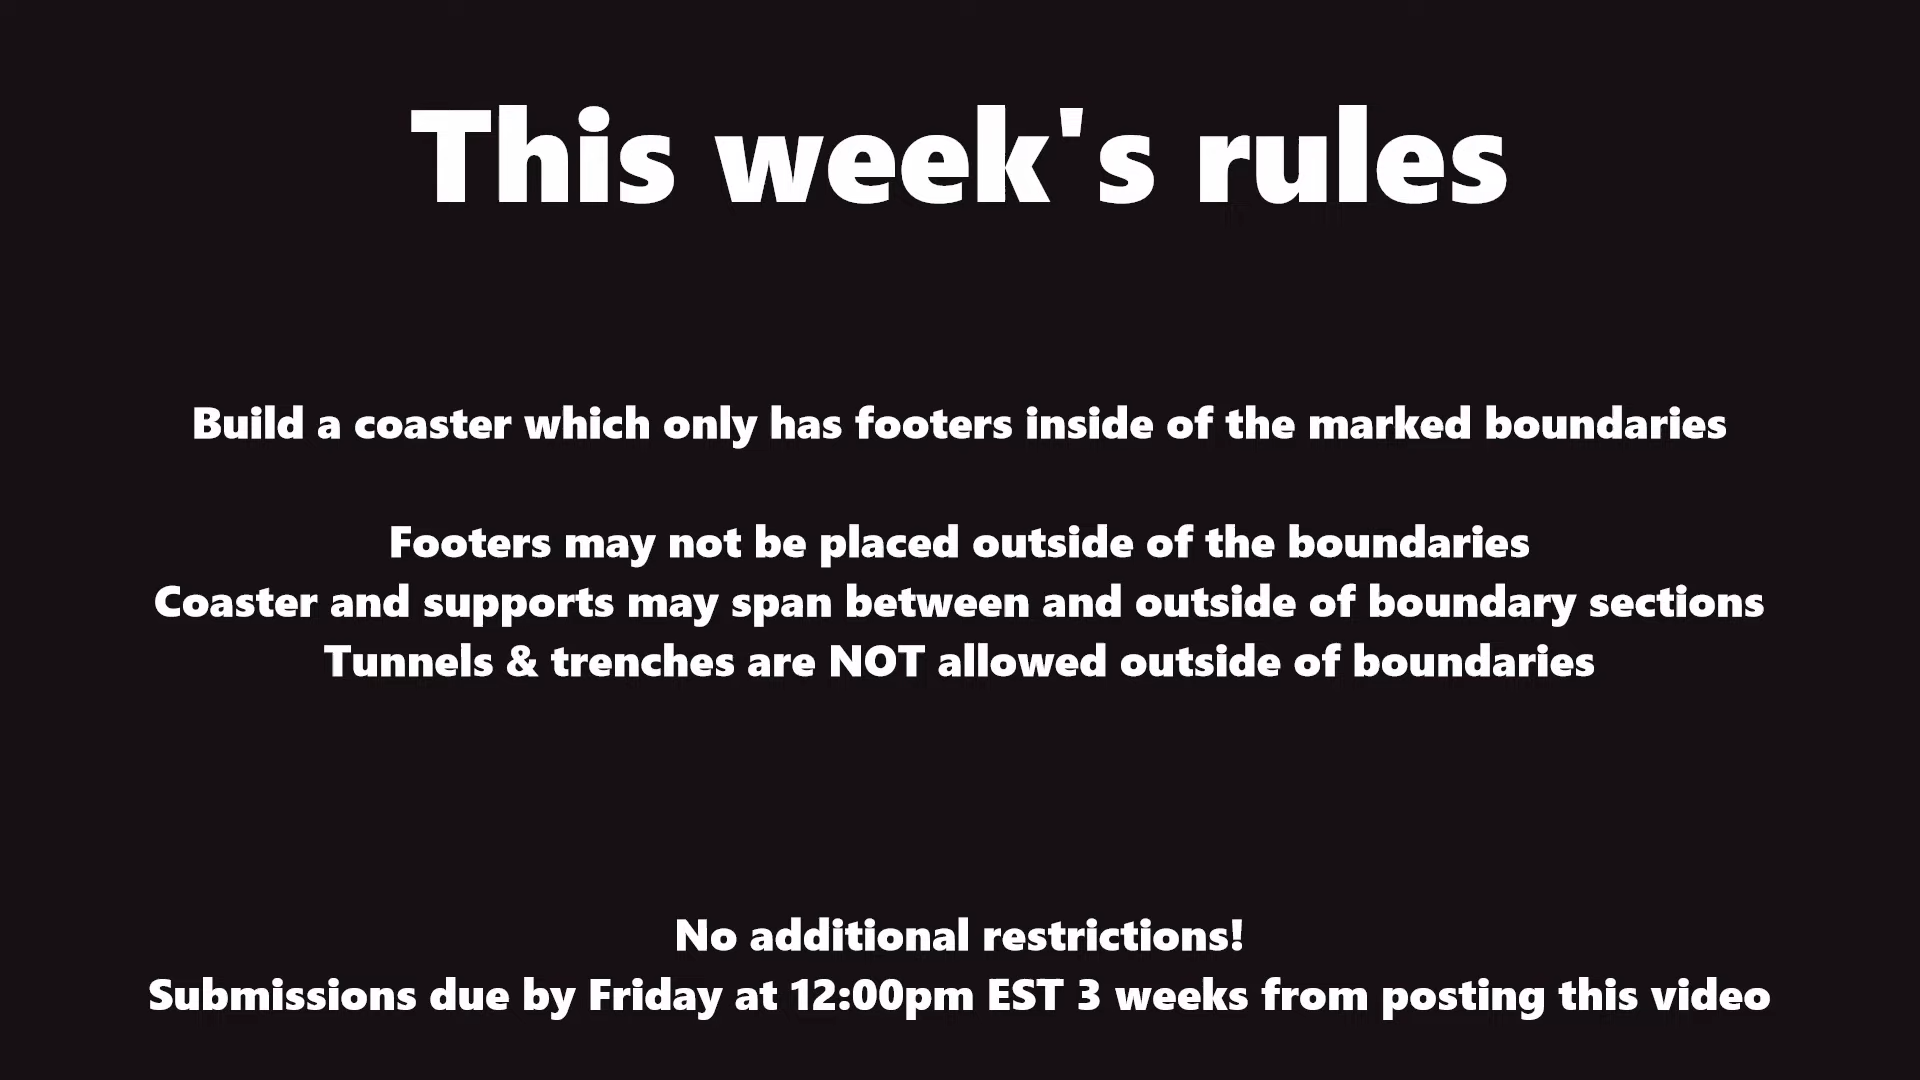 This week's rules
Build a coaster which only has footers inside of the marked boundaries
Footers may not be placed outside of the boundaries
Coaster and supports may span between and outside of boundary sections
Tunnels & trenches are NOT allowed outside of boundaries
No additional restrictions!
Submissions due by Friday at 12:00pm EST 3 weeks from posting this video